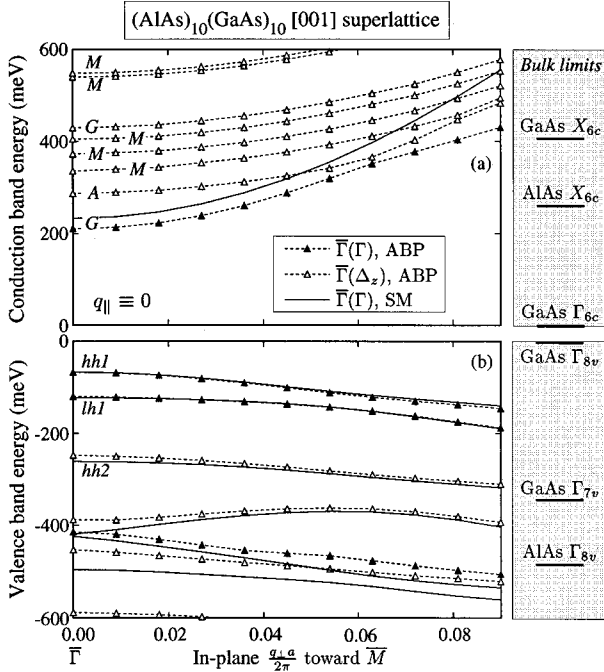 (AlAs)₁₀(GaAs)₁₀ [001] superlattice
600
400
200
0
Conduction band energy (meV)
M
M
G
M
M
M
A
G
(a)
Γ̅(Γ), ABP
Γ̅(Δz), ABP
Γ̅(Γ), SM
q∥ ≡ 0
Bulk limits
GaAs X6c
AlAs X6c
GaAs Γ6c
GaAs Γ8v
GaAs Γ7v
AlAs Γ8v
0
-200
-400
-600
Valence band energy (meV)
hh1
lh1
hh2
(b)
0.00 0.02 0.04 0.06 0.08
Γ̅ In-plane q⊥a/2π toward M̅